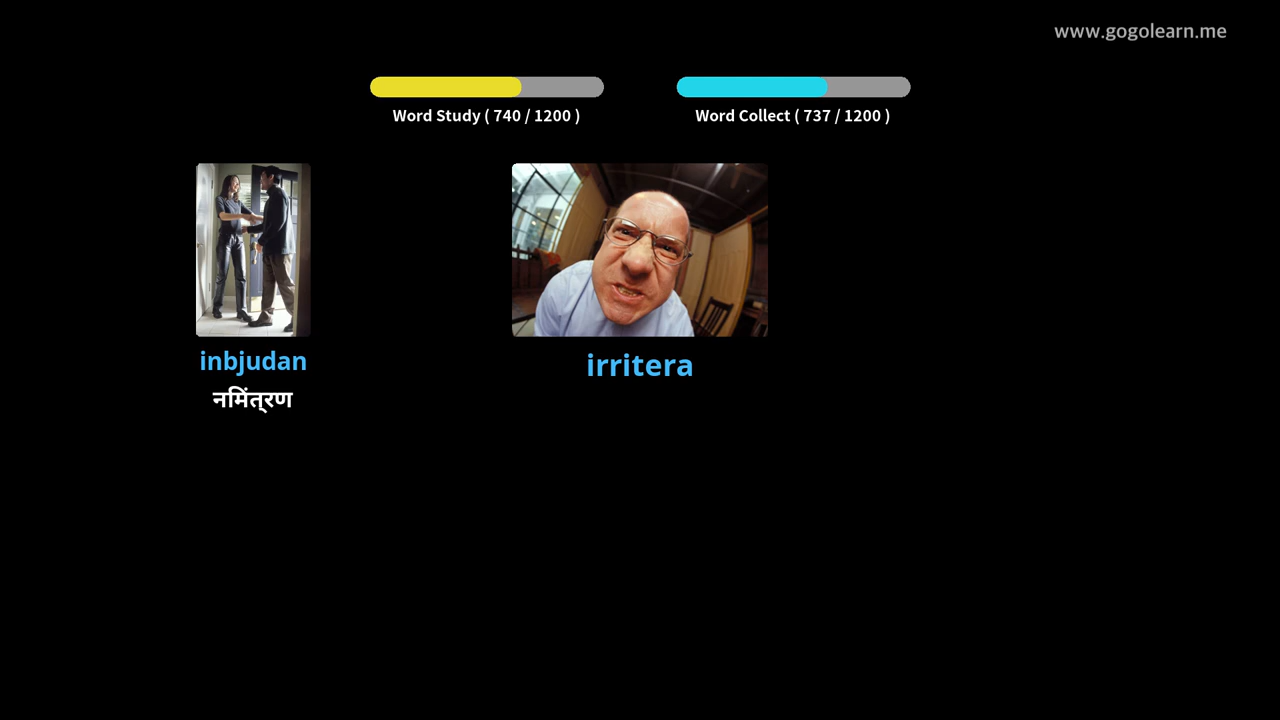 www.gogolearn.me
Word Study ( 740 / 1200 )
Word Collect ( 737 / 1200 )
inbjudan
irritera
नमिंत्रण